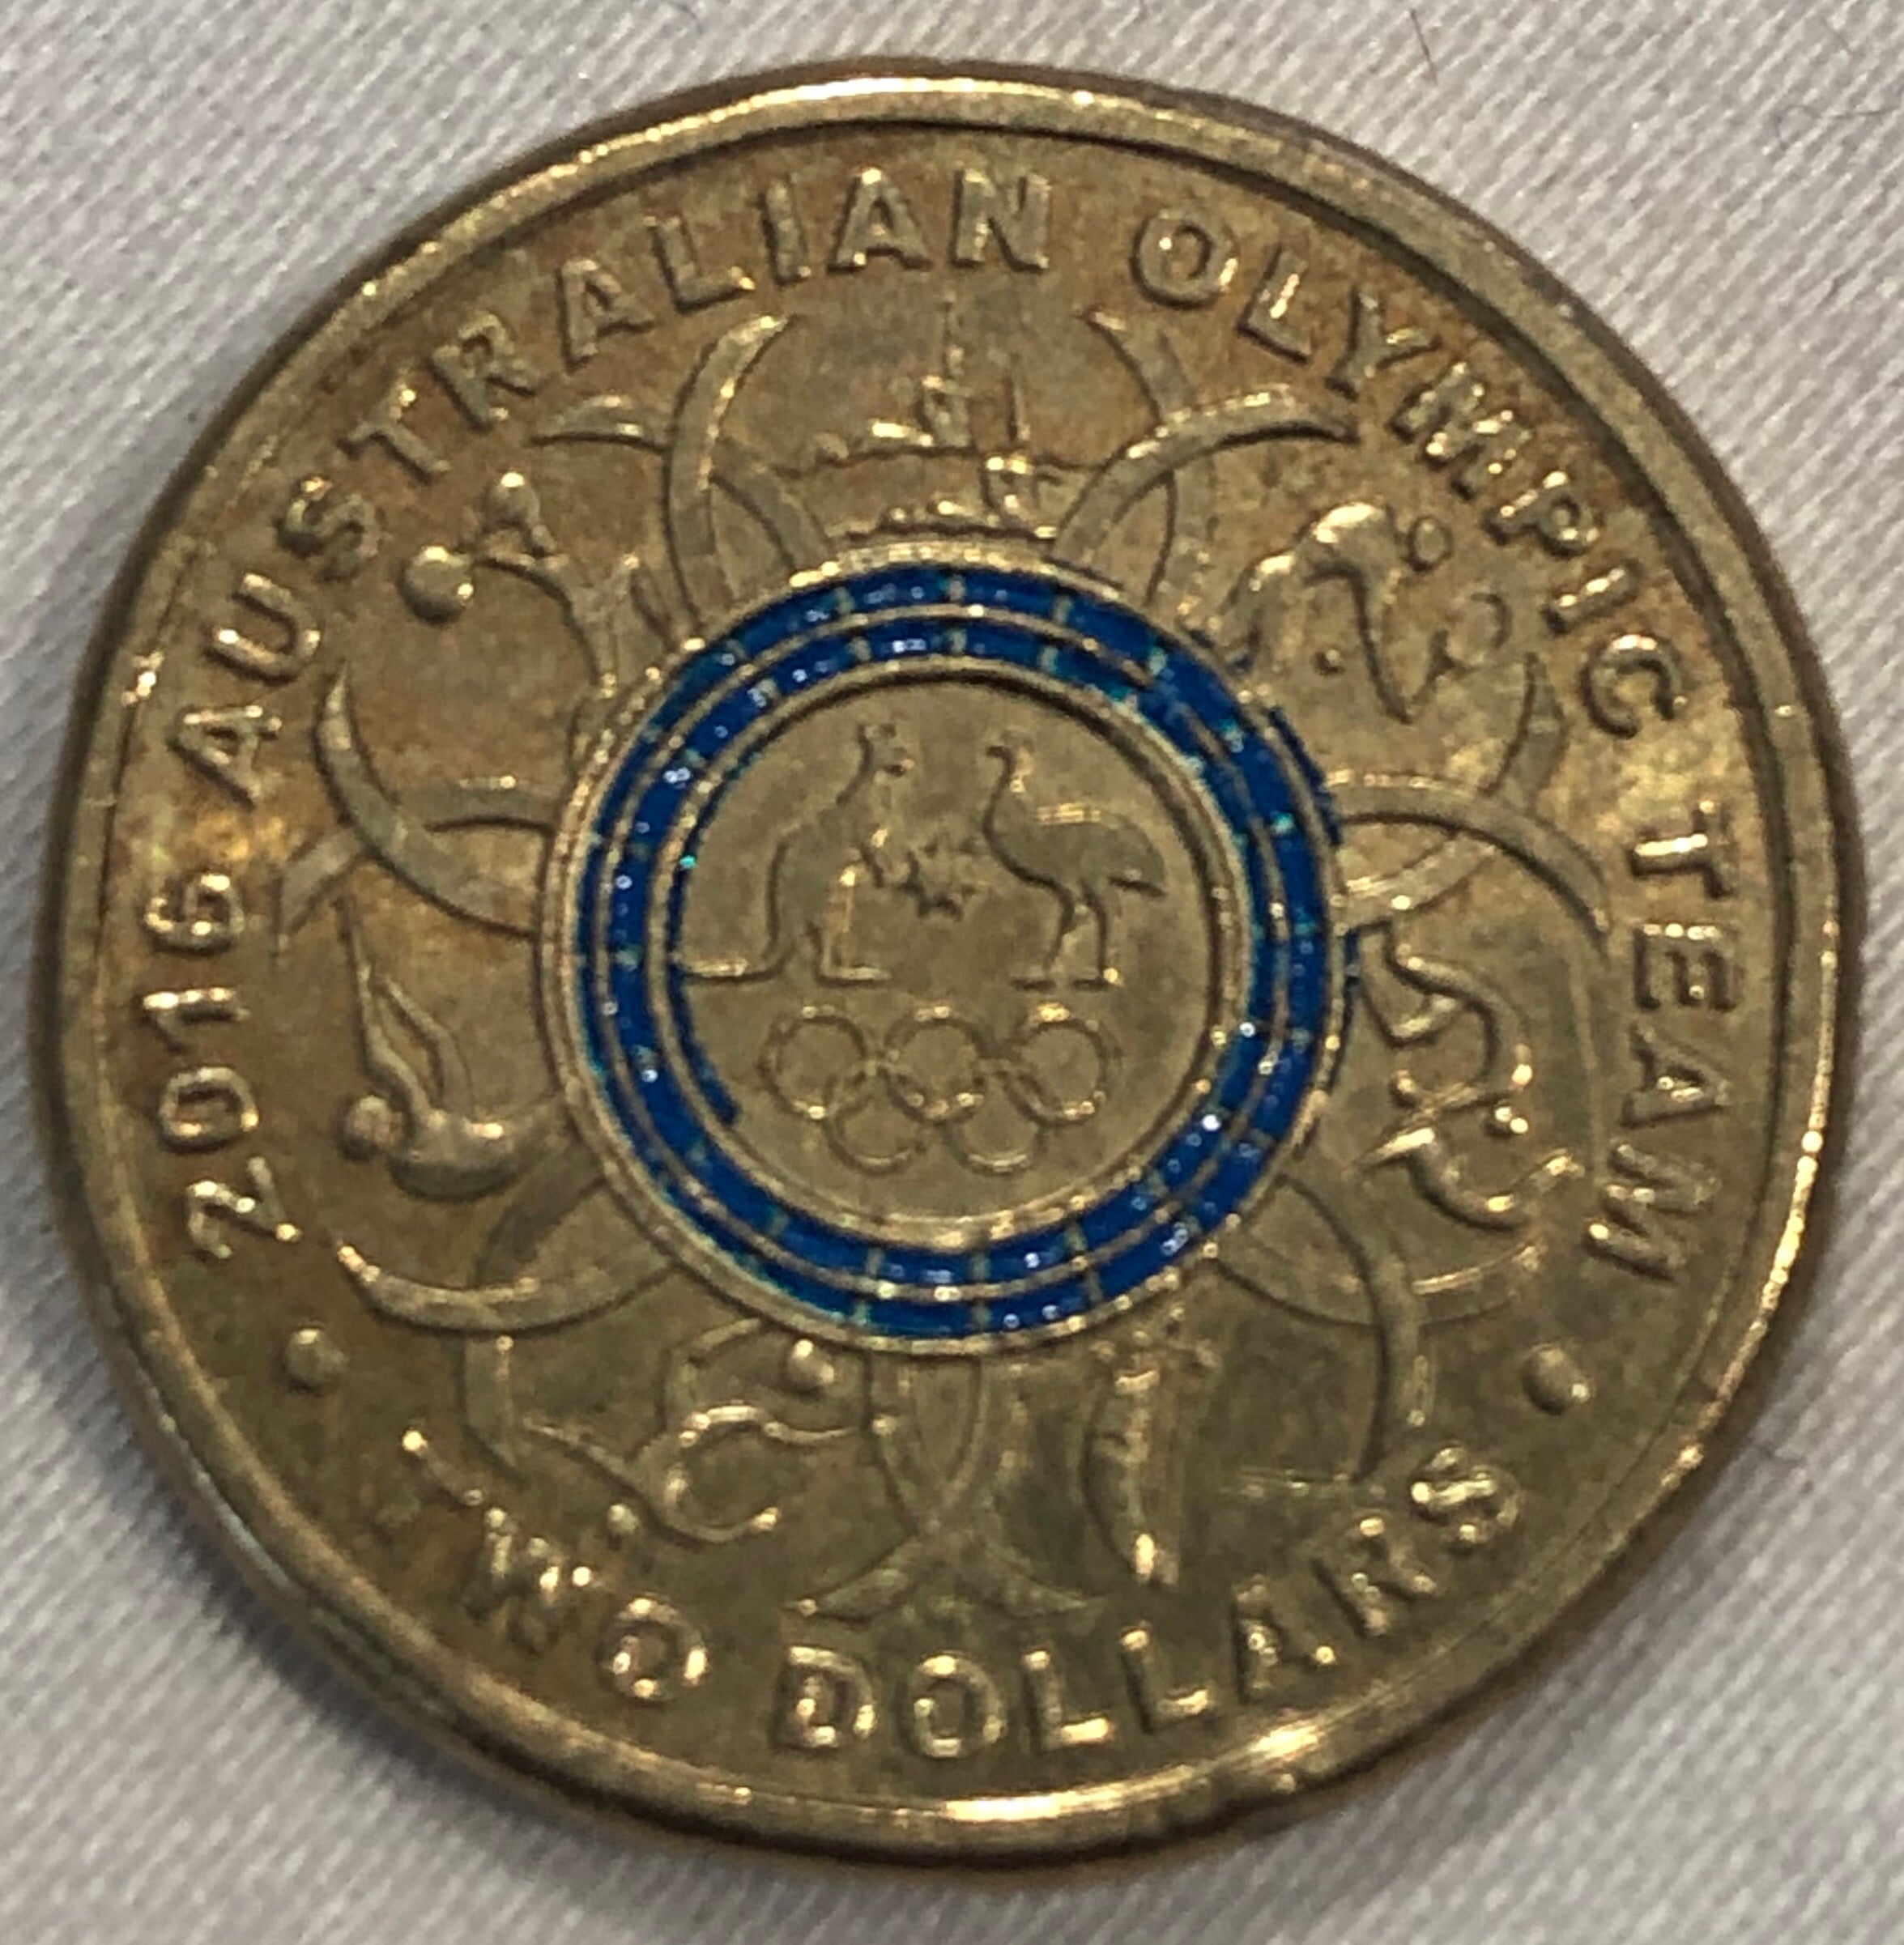 2016 AUSTRALIAN OLYMPIC TEAM
TWO DOLLARS